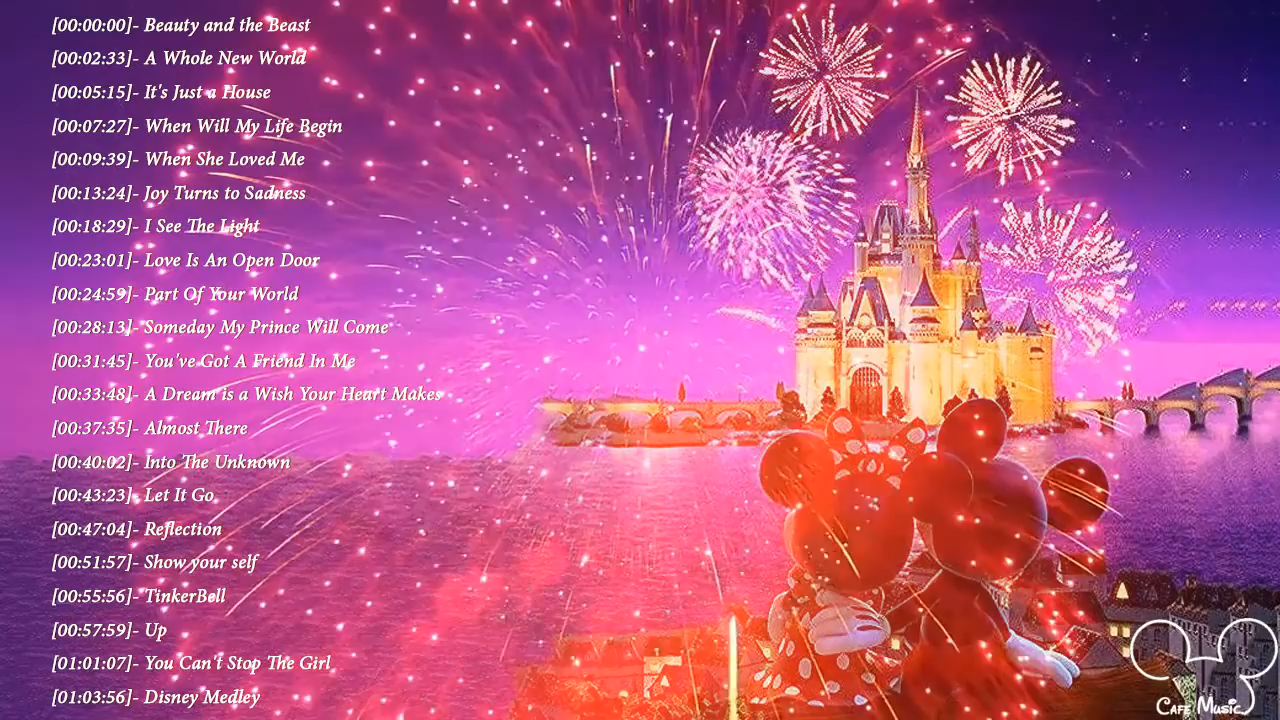 [00:00:00]- Beauty and the Beast
[00:02:33]- A Whole New World
[00:05:15]- It's Just a House
[00:07:27]- When Will My Life Begin
[00:09:39]- When She Loved Me
[00:13:24]- Joy Turns to Sadness
[00:18:29]- I See The Light
[00:23:01]- Love Is An Open Door
[00:24:59]- Part Of Your World
[00:28:13]- Someday My Prince Will Come
[00:31:45]- You've Got A Friend In Me
[00:33:48]- A Dream is a Wish Your Heart Makes
[00:37:35]- Almost There
[00:40:02]- Into The Unknown
[00:43:23]- Let It Go
[00:47:04]- Reflection
[00:51:57]- Show your self
[00:55:56]- TinkerBell
[00:57:59]- Up
[01:01:07]- You Can't Stop The Girl
[01:03:56]- Disney Medley
Cafe Music